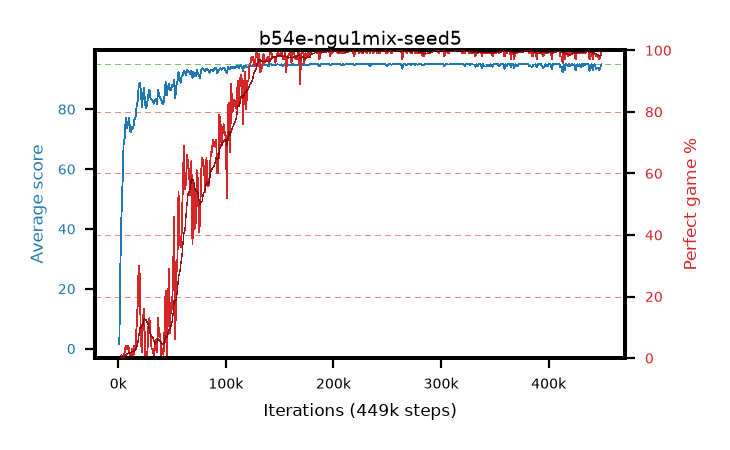 b54e-ngu1mix-seed5
Average score
80
60
40
20
0
100
80
60
40
20
0
Perfect game %
0k
100k
200k
300k
400k
Iterations (449k steps)